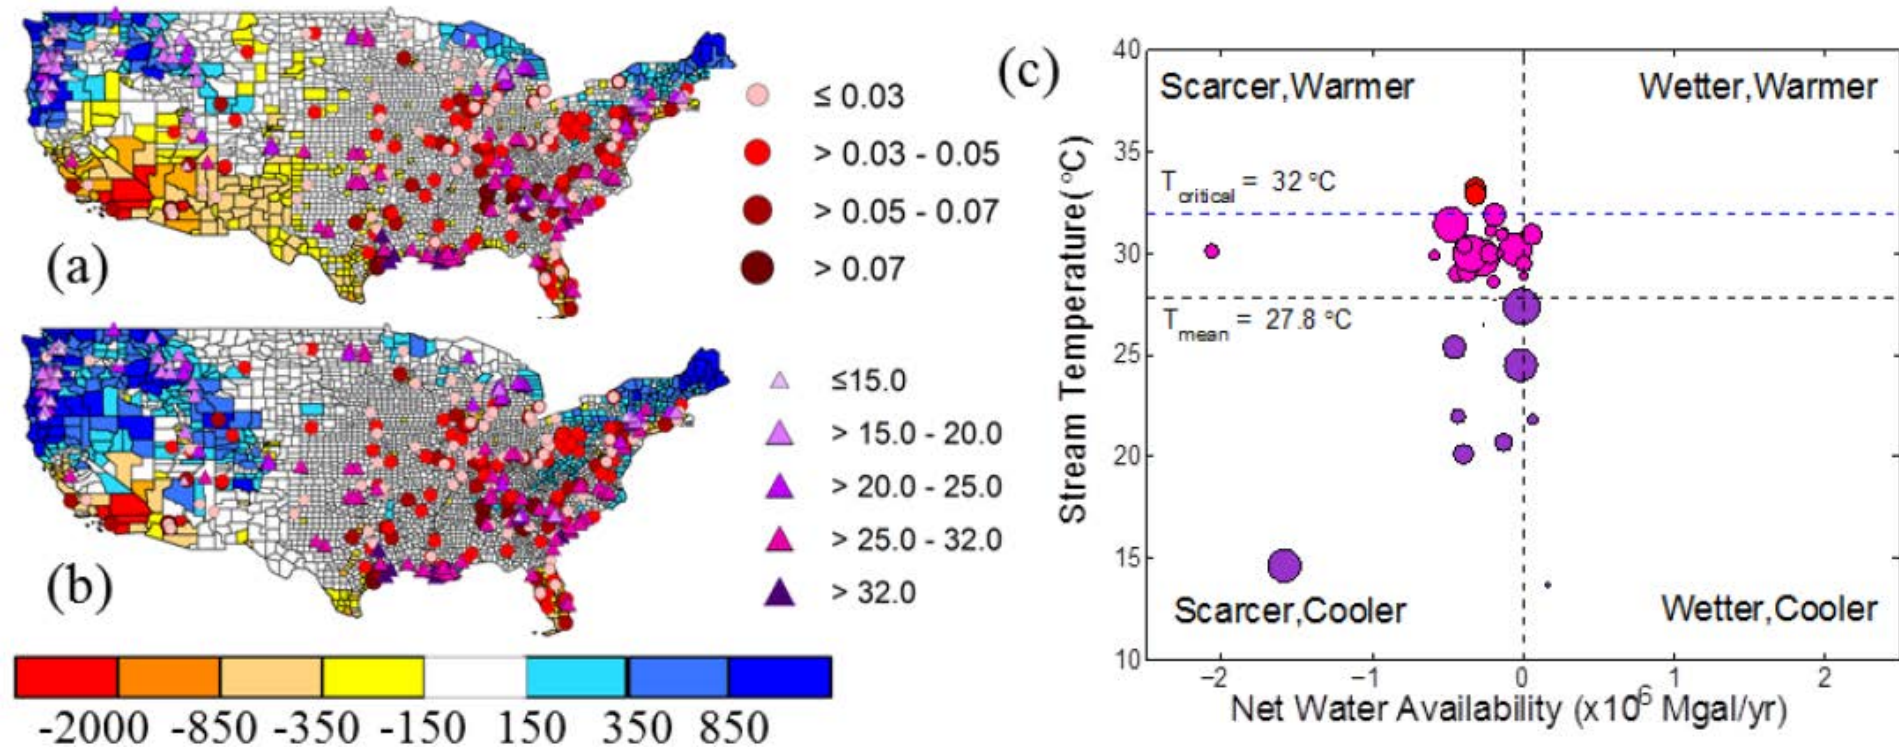 (a)
≤ 0.03
> 0.03 - 0.05
> 0.05 - 0.07
> 0.07
(b)
≤15.0
> 15.0 - 20.0
> 20.0 - 25.0
> 25.0 - 32.0
> 32.0
-2000 -850 -350 -150 150 350 850
(c)
Stream Temperature(°C)
40
35
30
25
20
15
10
Scarcer,Warmer
Wetter,Warmer
Tcritical = 32 °C
Tmean = 27.8 °C
Scarcer,Cooler
Wetter,Cooler
−2 −1 0 1 2
Net Water Availability (x10⁶ Mgal/yr)